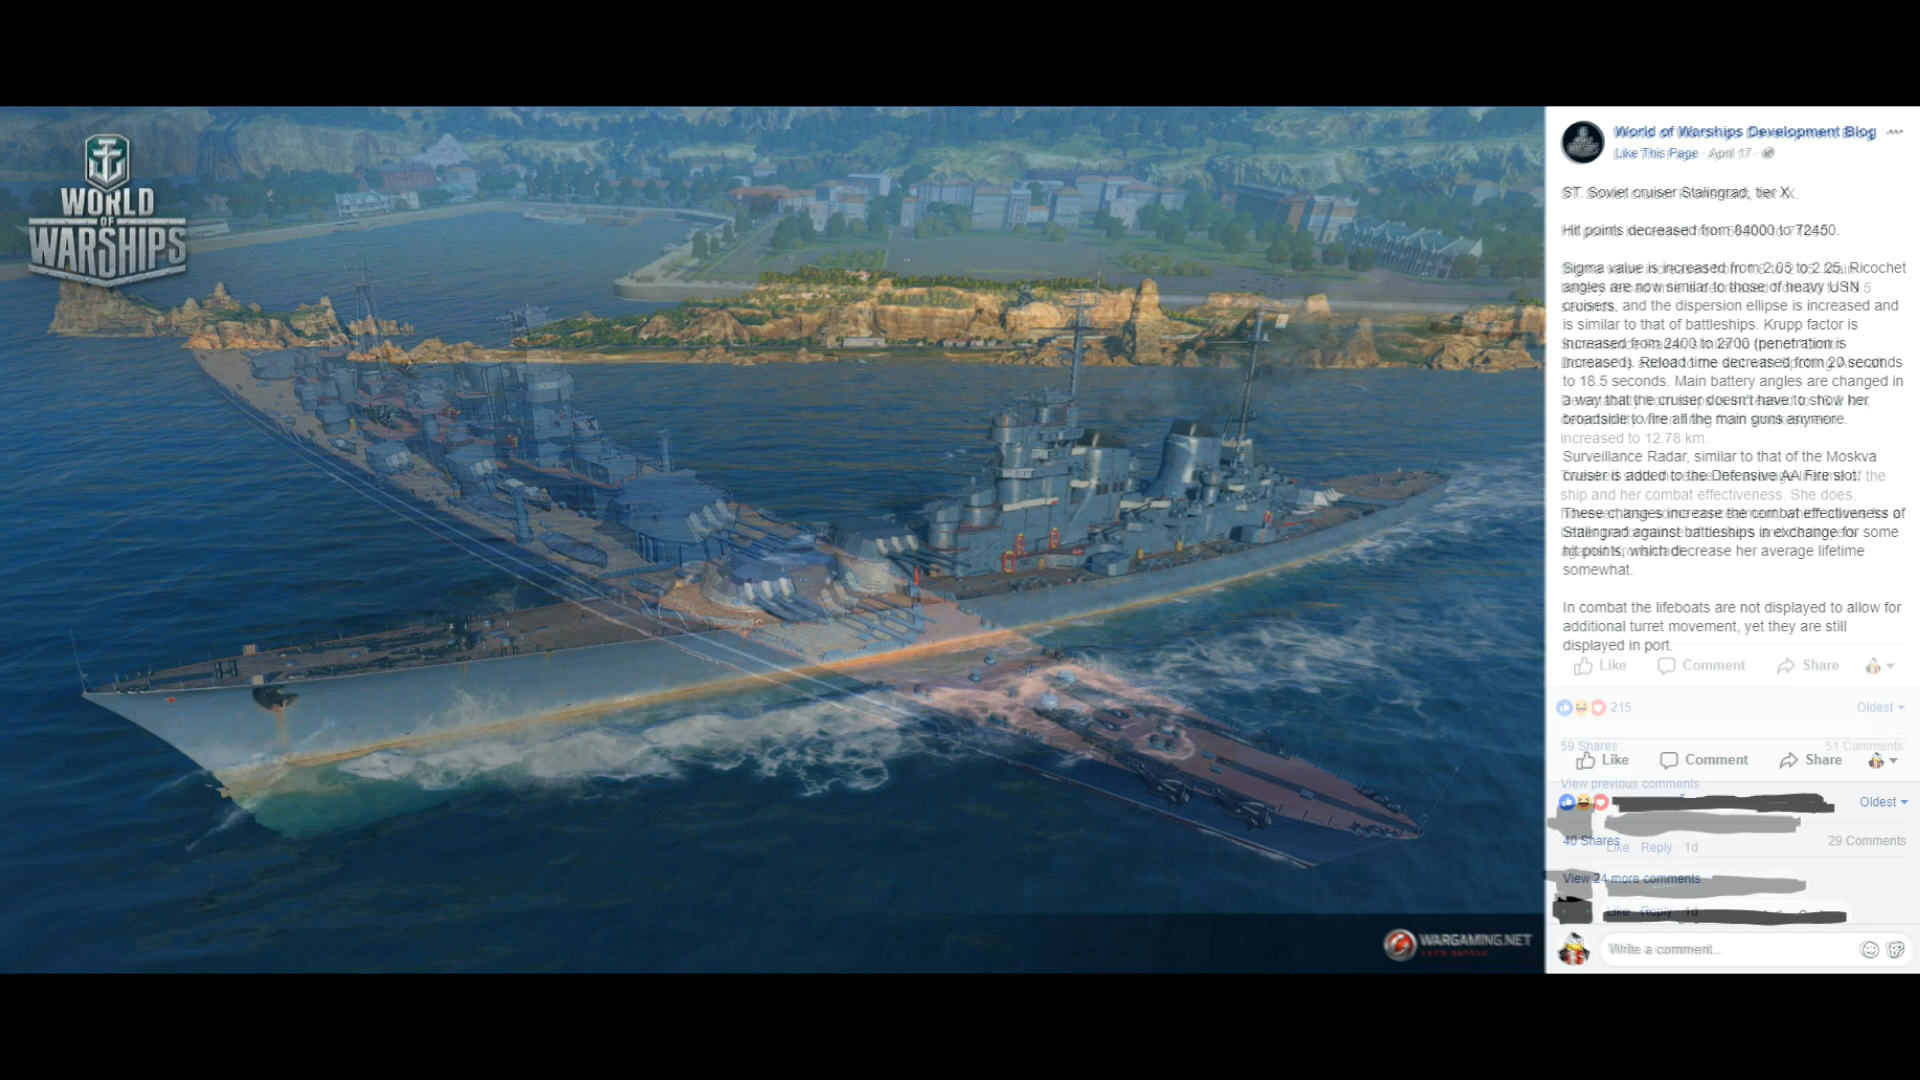 WORLD
OF
WARSHIPS
WARGAMING.NET
LET'S BATTLE
World of Warships Development Blog
Like This Page · April 17 ·
ST. Soviet cruiser Stalingrad, tier X.
Hit points decreased from 84000 to 72450.
Sigma value is increased from 2.05 to 2.25. Ricochet
angles are now similar to those of heavy USN
cruisers, and the dispersion ellipse is increased and
is similar to that of battleships. Krupp factor is
increased from 2400 to 2700 (penetration is
increased). Reload time decreased from 20 seconds
to 18.5 seconds. Main battery angles are changed in
a way that the cruiser doesn't have to show her
broadside to fire all the main guns anymore.
increased to 12.78 km.
Surveillance Radar, similar to that of the Moskva
cruiser is added to the Defensive AA Fire slot.
the
ship and her combat effectiveness. She does,
These changes increase the combat effectiveness of
Stalingrad against battleships in exchange for some
hit points, which decrease her average lifetime
somewhat.
In combat the lifeboats are not displayed to allow for
additional turret movement, yet they are still
displayed in port.
Like Comment Share
215 Oldest
59 Shares 51 Comments
Like Comment Share
View previous comments
Oldest
40 Shares 29 Comments
Like · Reply · 1d
View 24 more comments
Like · Reply · 1d
Write a comment...